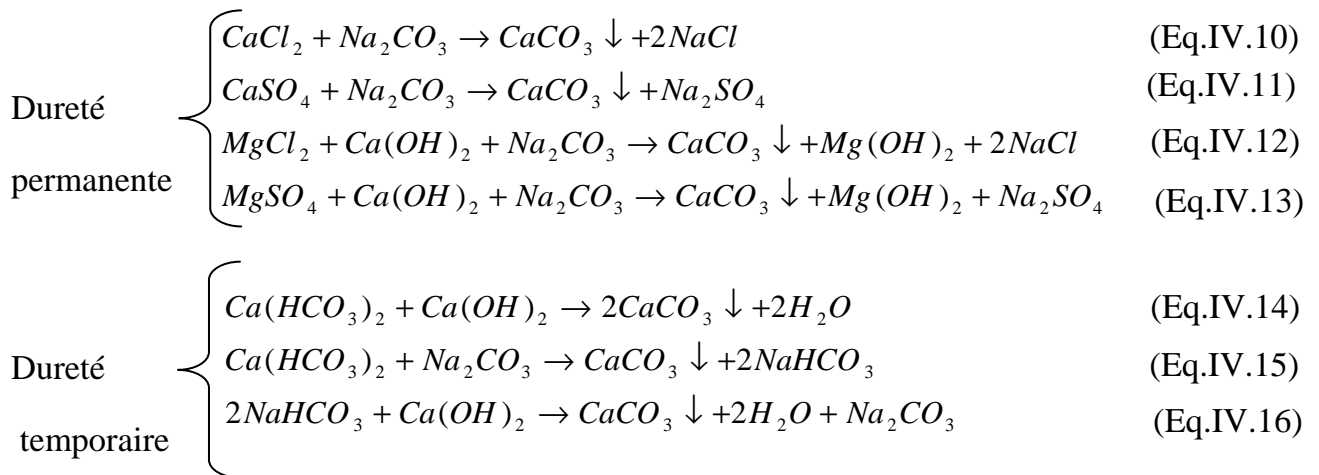 CaCl₂ + Na₂CO₃ → CaCO₃ ↓ +2NaCl (Eq.IV.10)
CaSO₄ + Na₂CO₃ → CaCO₃ ↓ +Na₂SO₄ (Eq.IV.11)
Dureté
MgCl₂ + Ca(OH)₂ + Na₂CO₃ → CaCO₃ ↓ +Mg(OH)₂ + 2NaCl (Eq.IV.12)
permanente
MgSO₄ + Ca(OH)₂ + Na₂CO₃ → CaCO₃ ↓ +Mg(OH)₂ + Na₂SO₄ (Eq.IV.13)
Ca(HCO₃)₂ + Ca(OH)₂ → 2CaCO₃ ↓ +2H₂O (Eq.IV.14)
Dureté
Ca(HCO₃)₂ + Na₂CO₃ → CaCO₃ ↓ +2NaHCO₃ (Eq.IV.15)
2NaHCO₃ + Ca(OH)₂ → CaCO₃ ↓ +2H₂O + Na₂CO₃ (Eq.IV.16)
temporaire